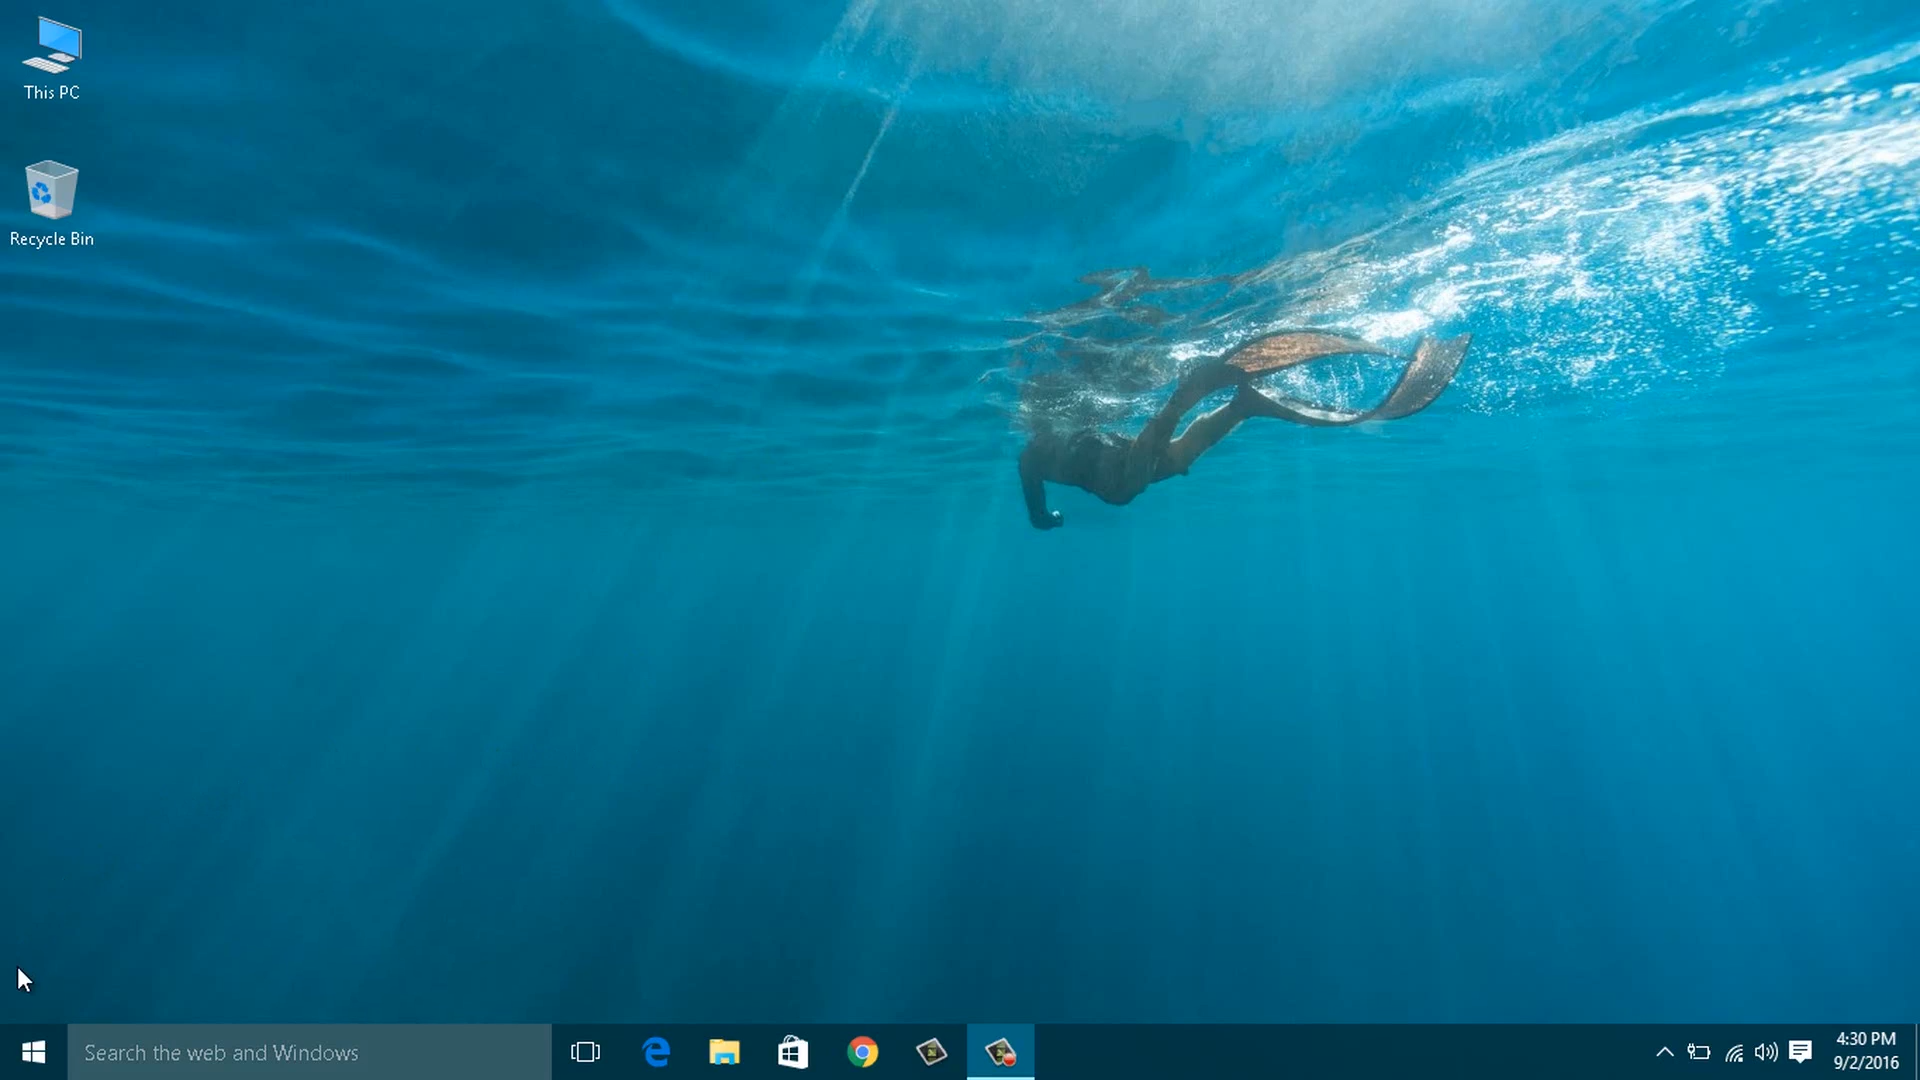 This PC
Recycle Bin
Search the web and Windows
4:30 PM
9/2/2016